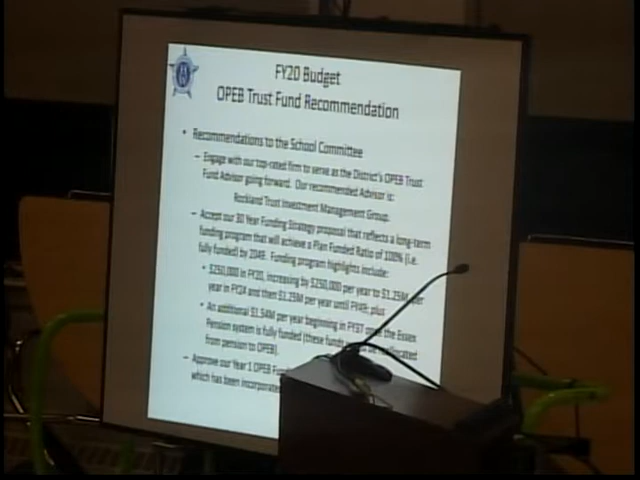 FY20 Budget
OPEB Trust Fund Recommendation
• Recommendations to the School Committee
– Engage with our top-rated firm to serve as the District's OPEB Trust
Fund Advisor going forward. Our recommended Advisor is:
Rockland Trust Investment Management Group.
– Accept our 30 Year Funding Strategy proposal that reflects a long-term
funding program that will achieve a Plan Funded Ratio of 100% (i.e.
fully funded) by 2049. Funding program highlights include:
• $250,000 in FY20, increasing by $250,000 per year to $1.25M per
year in FY24 and then $1.25M per year until FY49; plus
• An additional $1.54M per year beginning in FY37 the Essex
Pension system is fully funded (these fund reallocated
from pension to OPEB).
– Approve our Year 1 OPEB
which has been incorporated